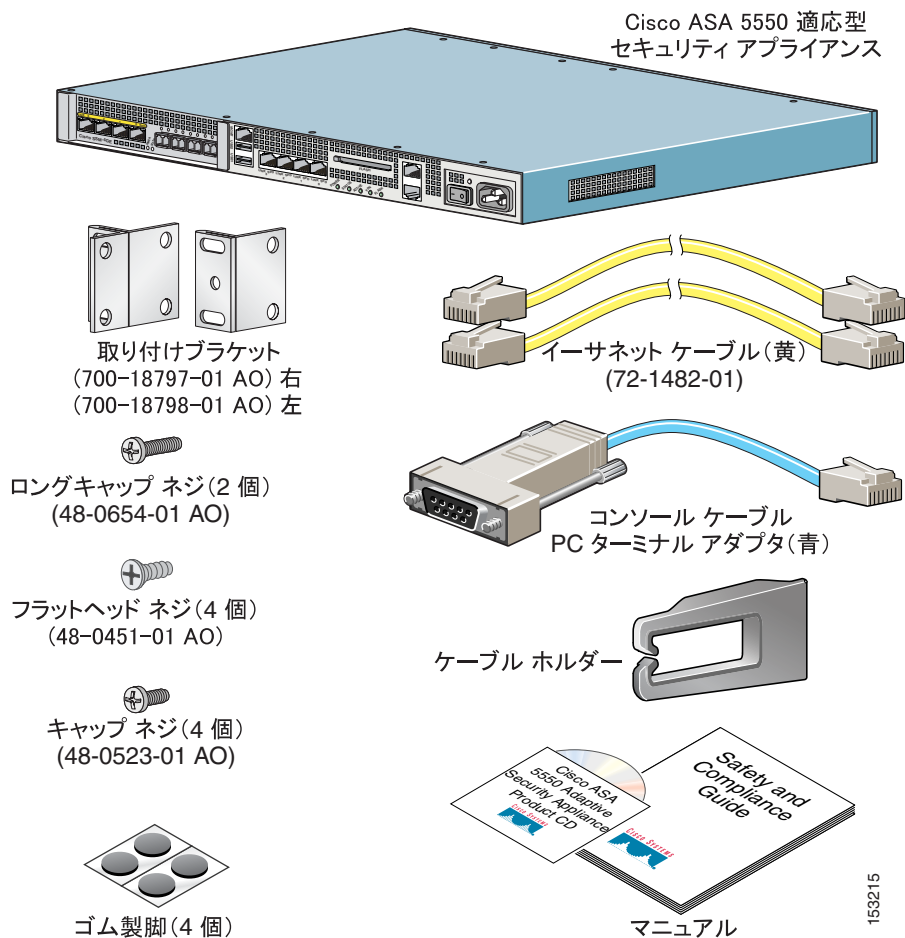 Cisco ASA 5550 適応型
セキュリティ アプライアンス
取り付けブラケット
(700-18797-01 AO) 右
(700-18798-01 AO) 左
イーサネット ケーブル(黄)
(72-1482-01)
ロングキャップ ネジ(2 個)
(48-0654-01 AO)
コンソール ケーブル
PC ターミナル アダプタ(青)
フラットヘッド ネジ(4 個)
(48-0451-01 AO)
ケーブル ホルダー
キャップ ネジ(4 個)
(48-0523-01 AO)
Cisco ASA
5550 Adaptive
Security Appliance
Product CD
CISCO SYSTEMS
Safety and
Compliance
Guide
CISCO SYSTEMS
ゴム製脚(4 個)
マニュアル
153215